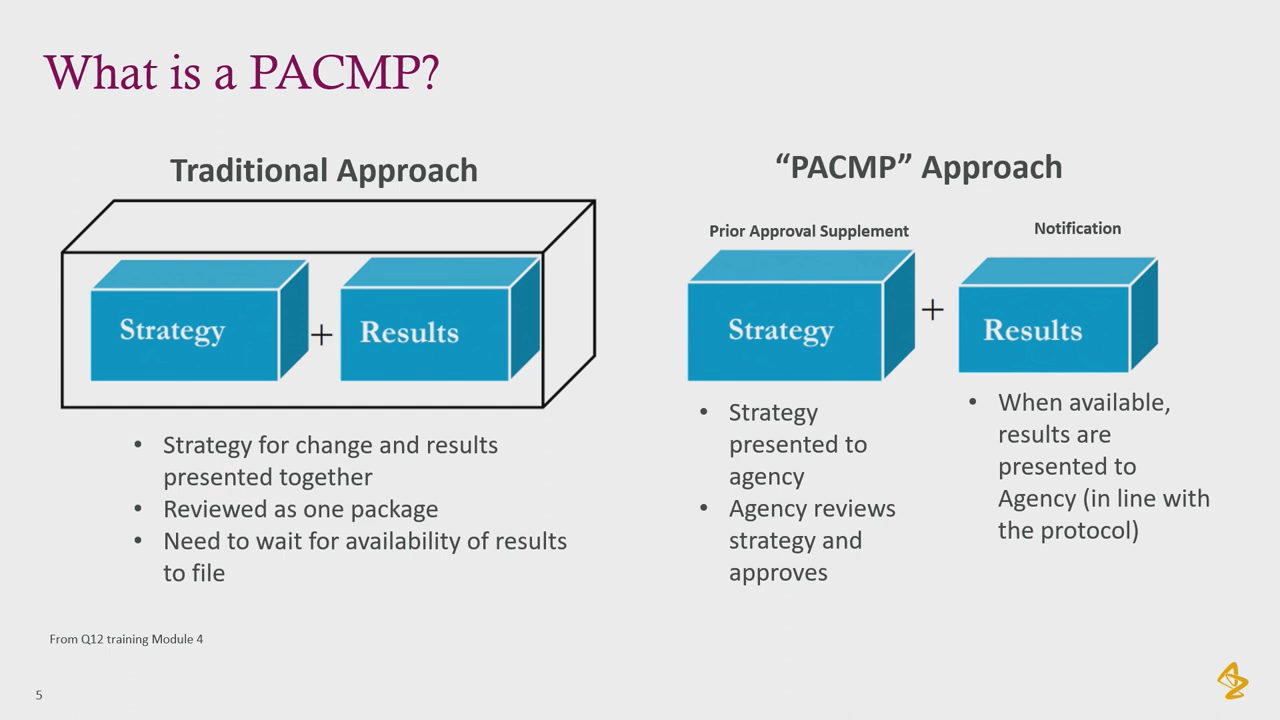 What is a PACMP?
Traditional Approach
Strategy
+
Results
• Strategy for change and results
presented together
• Reviewed as one package
• Need to wait for availability of results
to file
“PACMP” Approach
Prior Approval Supplement
Strategy
• Strategy
presented to
agency
• Agency reviews
strategy and
approves
+
Notification
Results
• When available,
results are
presented to
Agency (in line with
the protocol)
From Q12 training Module 4
5